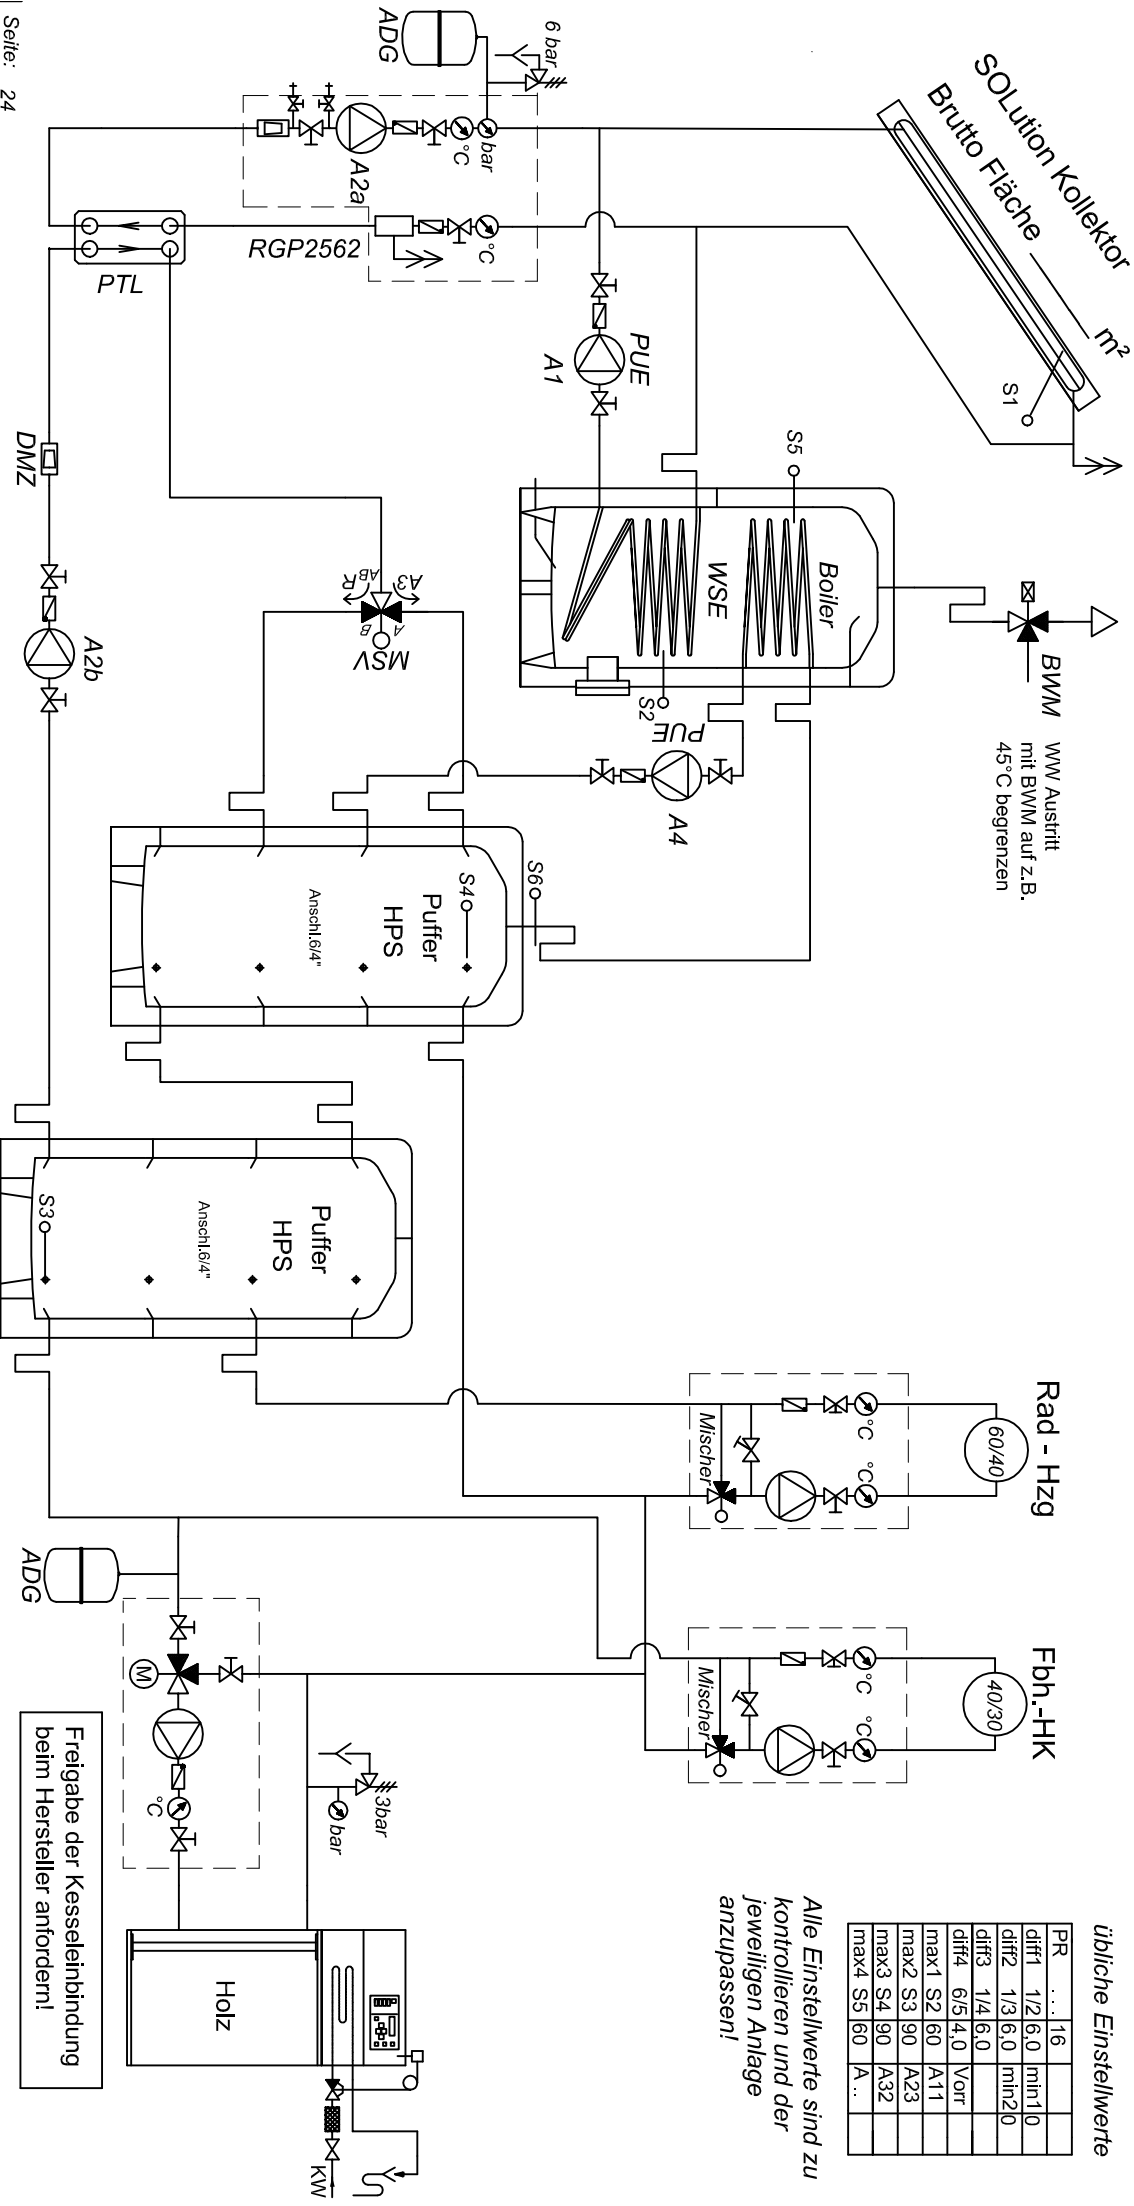 SOLution Kollektor
Brutto Fläche
m²
S1
6 bar
ADG
bar
°C
A2a
°C
RGP2562
PTL
PUE
A1
S5
Boiler
WSE
S2
BWM
WW Austritt
mit BWM auf z.B.
45°C begrenzen
PUE
A4
A3
AB
R
A
B
MSV
DMZ
A2b
S6
S4
Puffer
HPS
Anschl.6/4"
S3
Puffer
HPS
Anschl.6/4"
Rad - Hzg
60/40
°C
°C
Mischer
Fbh.-HK
40/30
°C
°C
Mischer
ADG
M
°C
3bar
bar
Holz
KW
Freigabe der Kesseleinbindung
beim Hersteller anfordern!
übliche Einstellwerte
PR .... 16
diff1 1/2 6,0 min1 0
diff2 1/3 6,0 min2 0
diff3 1/4 6,0
diff4 6/5 4,0 Vorr
max1 S2 60 A11
max2 S3 90 A23
max3 S4 90 A32
max4 S5 60 A ..
Alle Einstellwerte sind zu
kontrollieren und der
jeweiligen Anlage
anzupassen!
Seite: 24